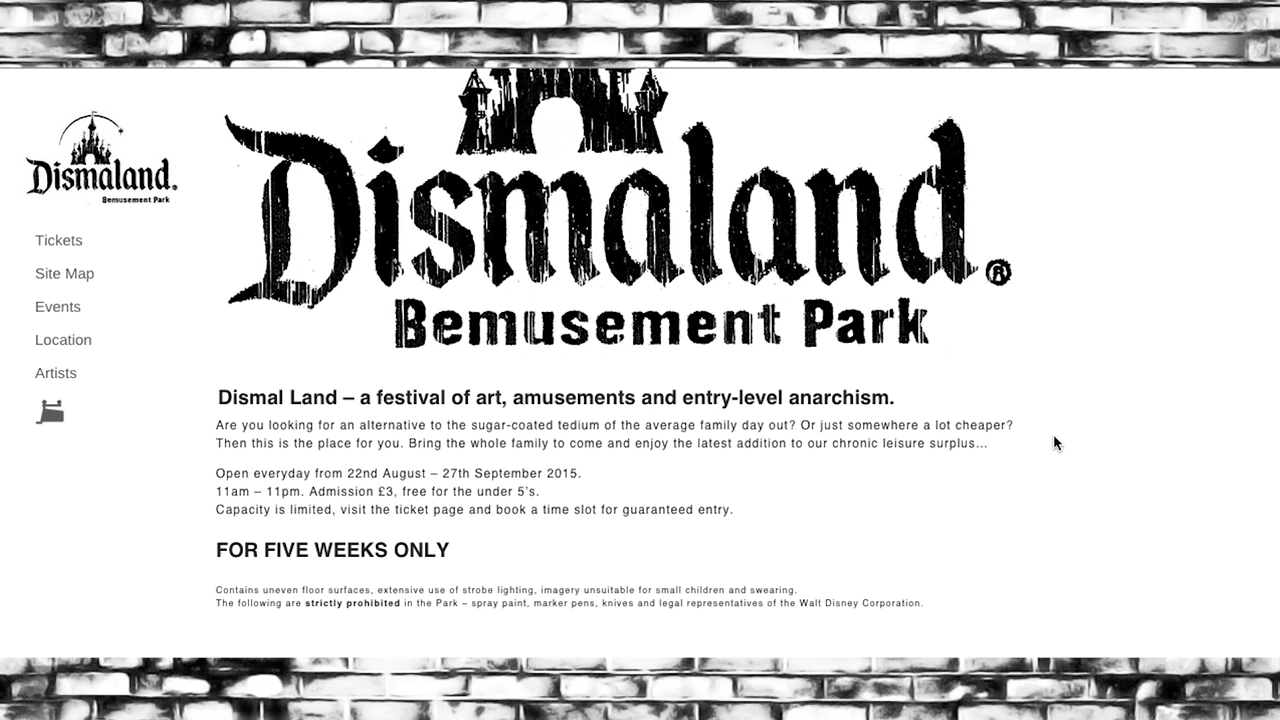 Dismaland.
Bemusement Park
Tickets
Site Map
Events
Location
Artists
Dismaland.®
Bemusement Park
Dismal Land – a festival of art, amusements and entry-level anarchism.
Are you looking for an alternative to the sugar-coated tedium of the average family day out? Or just somewhere a lot cheaper?
Then this is the place for you. Bring the whole family to come and enjoy the latest addition to our chronic leisure surplus...
Open everyday from 22nd August – 27th September 2015.
11am – 11pm. Admission £3, free for the under 5's.
Capacity is limited, visit the ticket page and book a time slot for guaranteed entry.
FOR FIVE WEEKS ONLY
Contains uneven floor surfaces, extensive use of strobe lighting, imagery unsuitable for small children and swearing.
The following are strictly prohibited in the Park – spray paint, marker pens, knives and legal representatives of the Walt Disney Corporation.